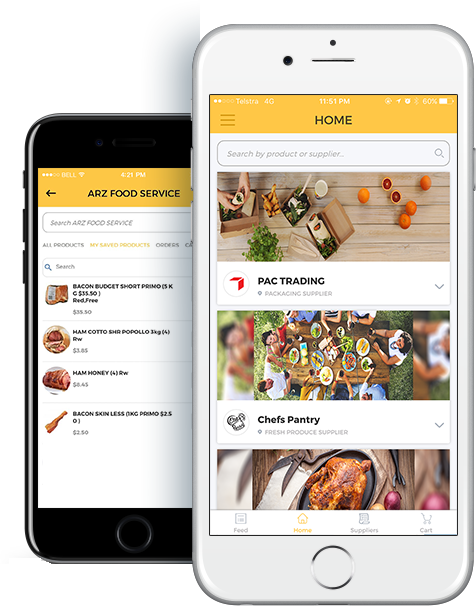 BELL
4:21 PM
ARZ FOOD SERVICE
Search ARZ FOOD SERVICE
ALL PRODUCTS MY SAVED PRODUCTS ORDERS
Search
BACON BUDGET SHORT PRIMO (5 K
G $35.50 )
Red,Free
$35.50
HAM COTTO SHR POPOLLO 3kg (4)
Rw
$3.85
HAM HONEY (4) Rw
$8.45
BACON SKIN LESS (1KG PRIMO $2.5
0 )
$2.50
Telstra 4G 11:51 PM 60%
HOME
Search by product or supplier..
PAC TRADING
PACKAGING SUPPLIER
Chefs Pantry
FRESH PRODUCE SUPPLIER
Feed Home Suppliers Cart